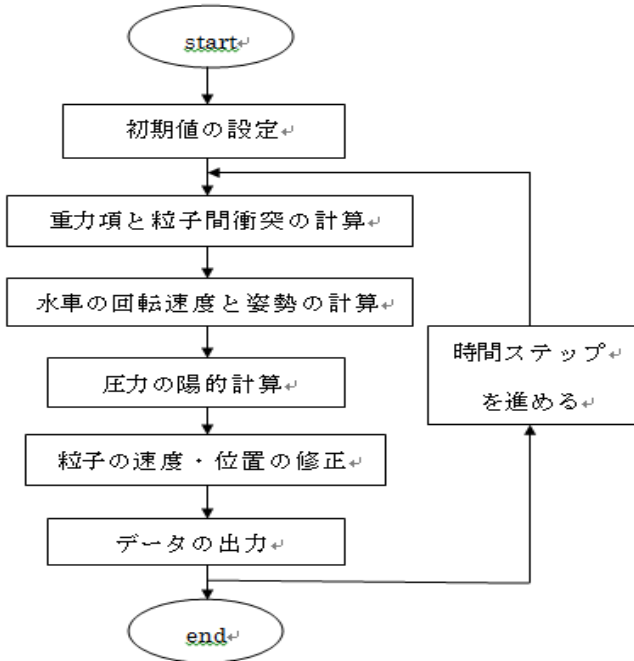 start
初期値の設定
重力項と粒子間衝突の計算
水車の回転速度と姿勢の計算
圧力の陽的計算
粒子の速度・位置の修正
データの出力
end
時間ステップ
を進める